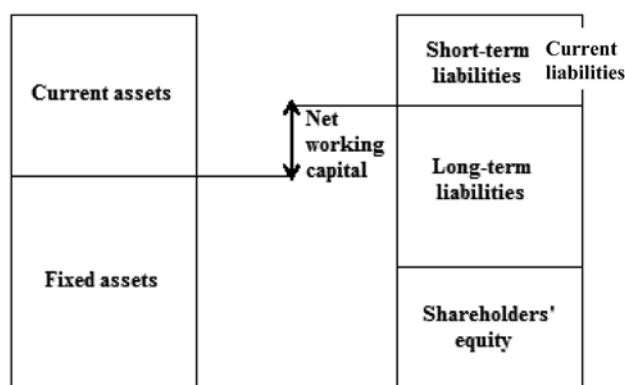 Current assets
Fixed assets
Net
working
capital
Short-term
liabilities
Current
liabilities
Long-term
liabilities
Shareholders'
equity